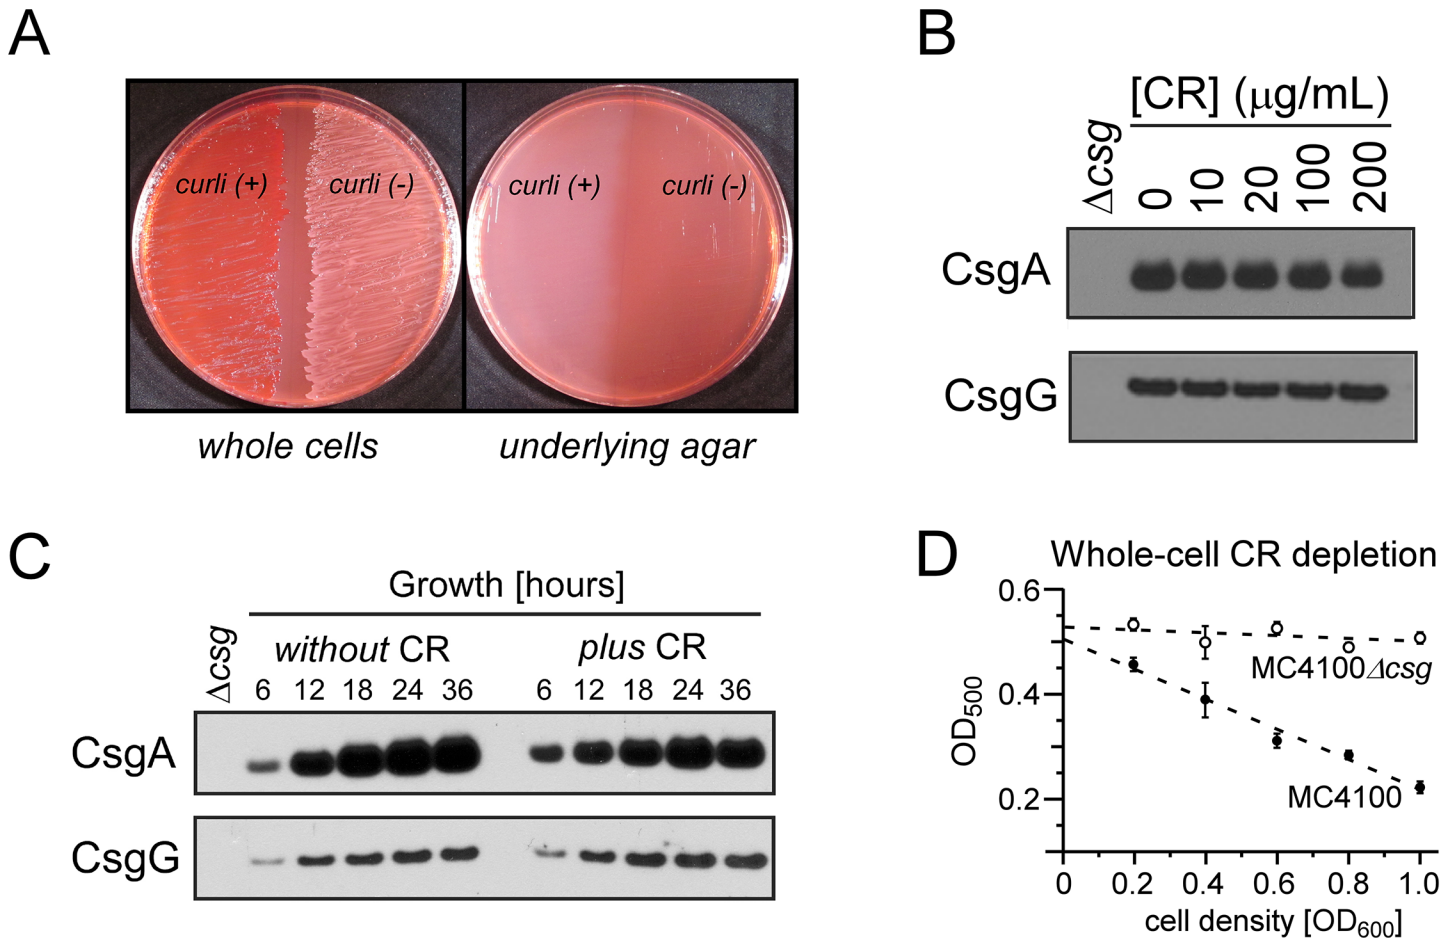 A
curli (+)
curli (-)
curli (+)
curli (-)
whole cells
underlying agar
B
[CR] (μg/mL)
Δcsg
0
10
20
100
200
CsgA
CsgG
C
Growth [hours]
Δcsg
without CR
plus CR
6 12 18 24 36
6 12 18 24 36
CsgA
CsgG
D
Whole-cell CR depletion
0.6
0.4
0.2
OD500
MC4100Δcsg
MC4100
0 0.2 0.4 0.6 0.8 1.0
cell density [OD600]